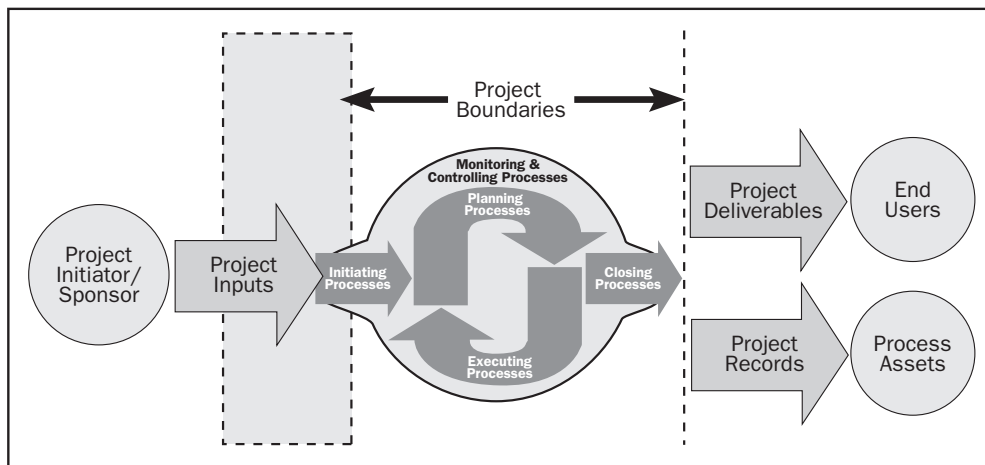 Project
Boundaries
Project
Initiator/
Sponsor
Project
Inputs
Monitoring &
Controlling Processes
Planning
Processes
Initiating
Processes
Executing
Processes
Closing
Processes
Project
Deliverables
End
Users
Project
Records
Process
Assets